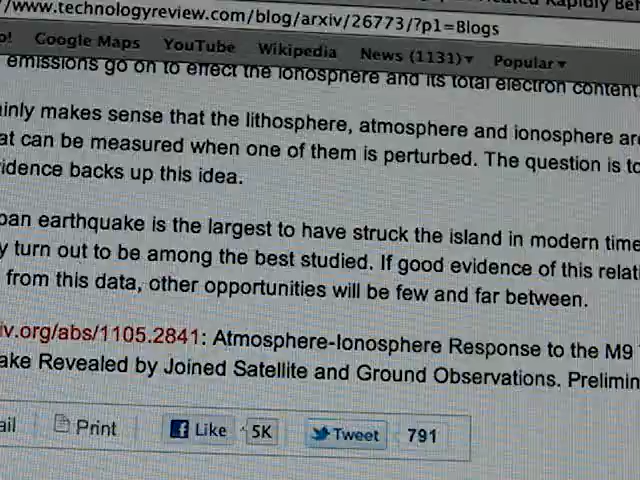 /www.technologyreview.com/blog/arxiv/26773/?p1=Blogs
o! Google Maps YouTube Wikipedia News (1131)▾ Popular▾
emissions go on to effect the ionosphere and its total electron content
ainly makes sense that the lithosphere, atmosphere and ionosphere are
at can be measured when one of them is perturbed. The question is to
idence backs up this idea.
pan earthquake is the largest to have struck the island in modern time
y turn out to be among the best studied. If good evidence of this relati
from this data, other opportunities will be few and far between.
iv.org/abs/1105.2841: Atmosphere-Ionosphere Response to the M9
ake Revealed by Joined Satellite and Ground Observations. Prelimin
ail Print Like 5K Tweet 791